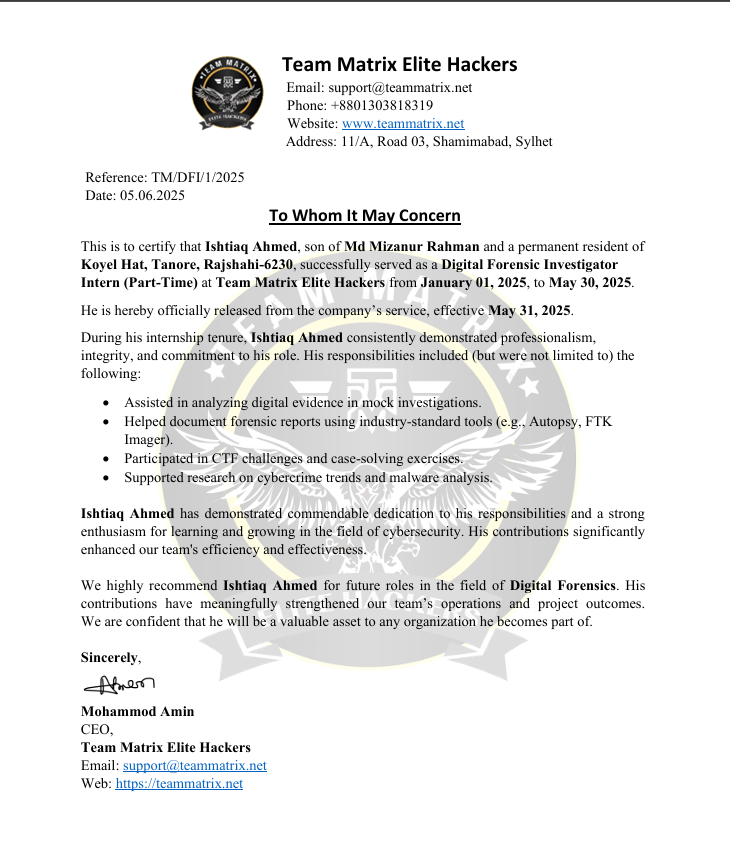 TEAM MATRIX
ELITE HACKERS
Team Matrix Elite Hackers
Email: support@teammatrix.net
Phone: +8801303818319
Website: www.teammatrix.net
Address: 11/A, Road 03, Shamimabad, Sylhet
Reference: TM/DFI/1/2025
Date: 05.06.2025
To Whom It May Concern
This is to certify that Ishtiaq Ahmed, son of Md Mizanur Rahman and a permanent resident of
Koyel Hat, Tanore, Rajshahi-6230, successfully served as a Digital Forensic Investigator
Intern (Part-Time) at Team Matrix Elite Hackers from January 01, 2025, to May 30, 2025.
He is hereby officially released from the company’s service, effective May 31, 2025.
During his internship tenure, Ishtiaq Ahmed consistently demonstrated professionalism,
integrity, and commitment to his role. His responsibilities included (but were not limited to) the
following:
• Assisted in analyzing digital evidence in mock investigations.
• Helped document forensic reports using industry-standard tools (e.g., Autopsy, FTK
Imager).
• Participated in CTF challenges and case-solving exercises.
• Supported research on cybercrime trends and malware analysis.
Ishtiaq Ahmed has demonstrated commendable dedication to his responsibilities and a strong
enthusiasm for learning and growing in the field of cybersecurity. His contributions significantly
enhanced our team's efficiency and effectiveness.
We highly recommend Ishtiaq Ahmed for future roles in the field of Digital Forensics. His
contributions have meaningfully strengthened our team’s operations and project outcomes.
We are confident that he will be a valuable asset to any organization he becomes part of.
Sincerely,
Mohammod Amin
CEO,
Team Matrix Elite Hackers
Email: support@teammatrix.net
Web: https://teammatrix.net
TEAM MATRIX
ELITE HACKERS